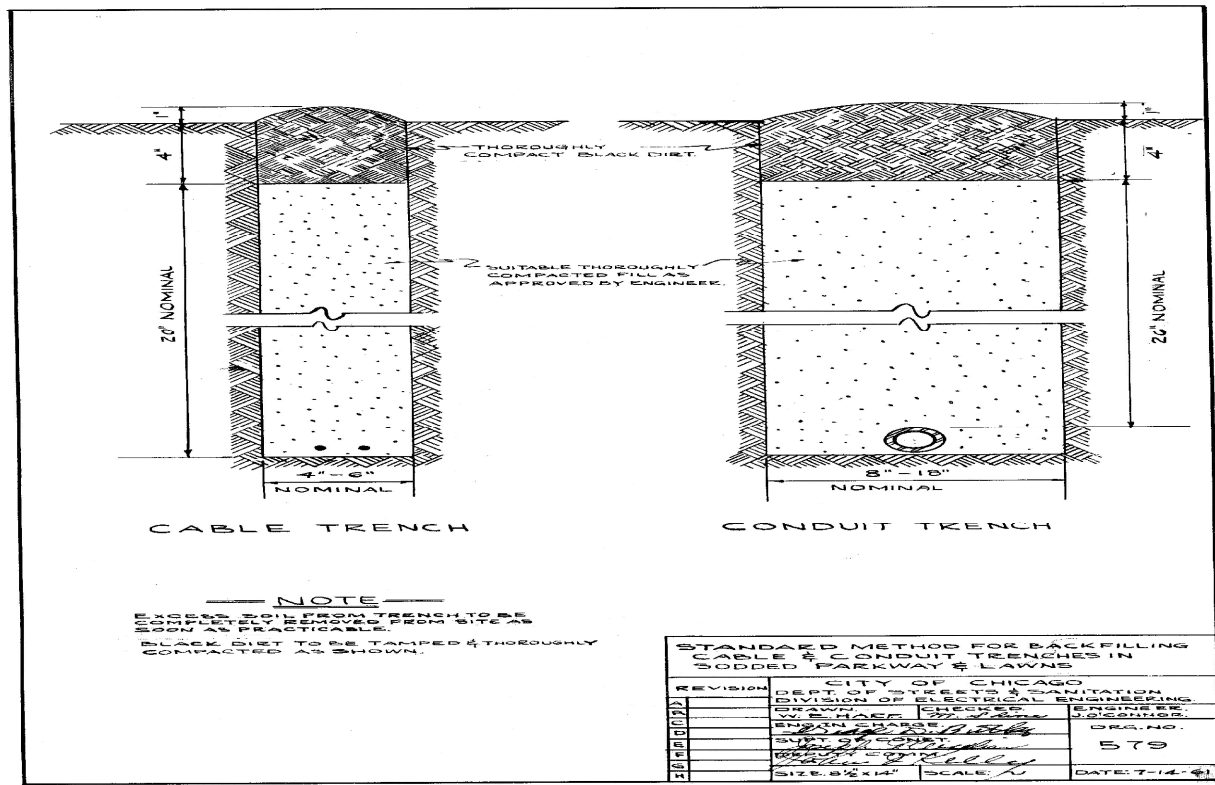 1"
4"
20" NOMINAL
THOROUGHLY
COMPACT BLACK DIRT.
SUITABLE THOROUGHLY
COMPACTED FILL AS
APPROVED BY ENGINEER.
1"
4"
26" NOMINAL
4"-6"
NOMINAL
8"-18"
NOMINAL
CABLE TRENCH
CONDUIT TRENCH
NOTE
EXCESS SOIL FROM TRENCH TO BE
COMPLETELY REMOVED FROM SITE AS
SOON AS PRACTICABLE.
BLACK DIRT TO BE TAMPED & THOROUGHLY
COMPACTED AS SHOWN.
STANDARD METHOD FOR BACKFILLING
CABLE & CONDUIT TRENCHES IN
SODDED PARKWAY & LAWNS
REVISION
A
B
C
D
E
F
G
H
CITY OF CHICAGO
DEPT. OF STREETS & SANITATION
DIVISION OF ELECTRICAL ENGINEERING
DRAWN. CHECKED. ENGINEER.
W. E. J. O'CONNOR.
ENG. IN CHARGE. DRG. NO.
579
SUPT. OF CONST.
DEPUTY COMM.
SIZE: 8½"x14" SCALE: DATE: 7-14-61